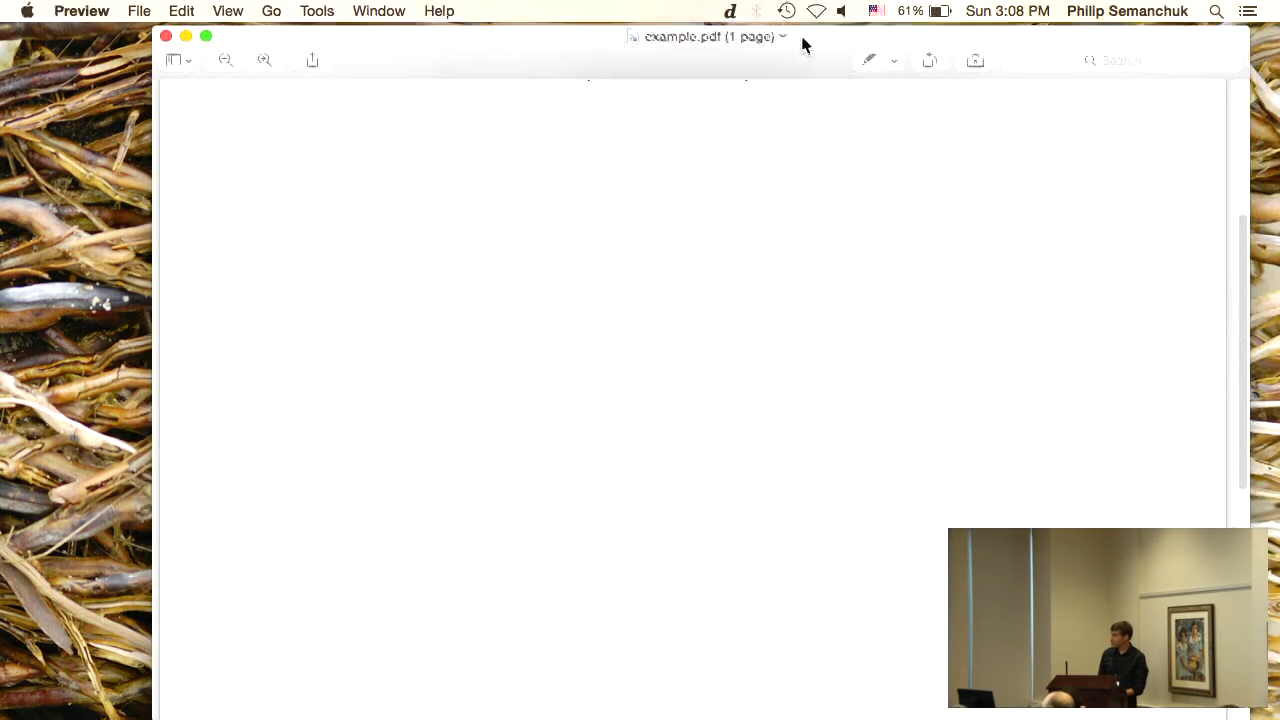 Preview File Edit View Go Tools Window Help d 61% Sun 3:08 PM Philip Semanchuk
example.pdf (1 page)
Search